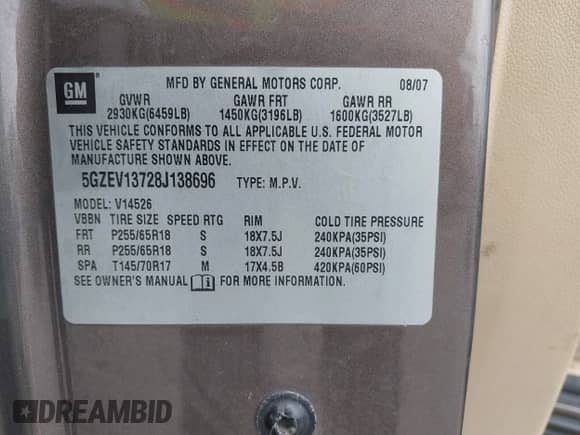 GM ® MFD BY GENERAL MOTORS CORP. 08/07
GVWR GAWR FRT GAWR RR
2930KG(6459LB) 1450KG(3196LB) 1600KG(3527LB)
THIS VEHICLE CONFORMS TO ALL APPLICABLE U.S. FEDERAL MOTOR
VEHICLE SAFETY STANDARDS IN EFFECT ON THE DATE OF
MANUFACTURE SHOWN ABOVE.
5GZEV13728J138696 TYPE: M.P.V.
MODEL: V14526
VBBN TIRE SIZE SPEED RTG RIM COLD TIRE PRESSURE
FRT P255/65R18 S 18X7.5J 240KPA(35PSI)
RR P255/65R18 S 18X7.5J 240KPA(35PSI)
SPA T145/70R17 M 17X4.5B 420KPA(60PSI)
SEE OWNER'S MANUAL FOR MORE INFORMATION.
DREAMBID